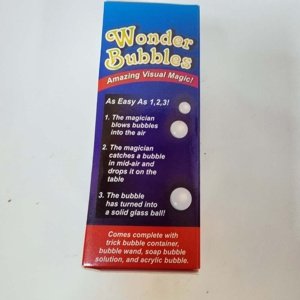 Wonder
Bubbles
Amazing Visual Magic!
As Easy As 1,2,3!
1. The magician
blows bubbles
into the air
2. The magician
catches a bubble
in mid-air and
drops it on the
table
3. The bubble
has turned into
a solid glass ball!
Comes complete with
trick bubble container,
bubble wand, soap bubble
solution, and acrylic bubble.